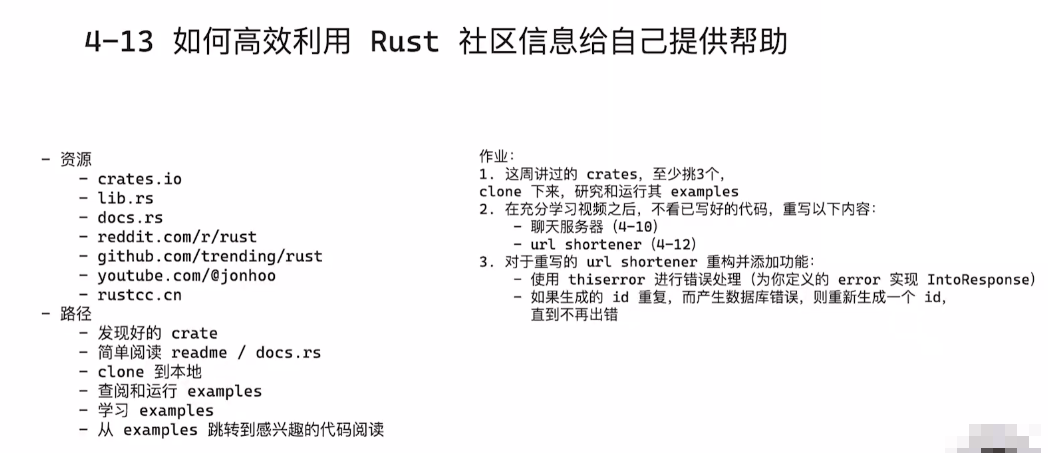 4-13 如何高效利用 Rust 社区信息给自己提供帮助
- 资源
- crates.io
- lib.rs
- docs.rs
- reddit.com/r/rust
- github.com/trending/rust
- youtube.com/@jonhoo
- rustcc.cn
- 路径
- 发现好的 crate
- 简单阅读 readme / docs.rs
- clone 到本地
- 查阅和运行 examples
- 学习 examples
- 从 examples 跳转到感兴趣的代码阅读
作业：
1. 这周讲过的 crates，至少挑3个，
clone 下来，研究和运行其 examples
2. 在充分学习视频之后，不看已写好的代码，重写以下内容：
- 聊天服务器（4-10）
- url shortener（4-12）
3. 对于重写的 url shortener 重构并添加功能：
- 使用 thiserror 进行错误处理（为你定义的 error 实现 IntoResponse）
- 如果生成的 id 重复，而产生数据库错误，则重新生成一个 id，
直到不再出错